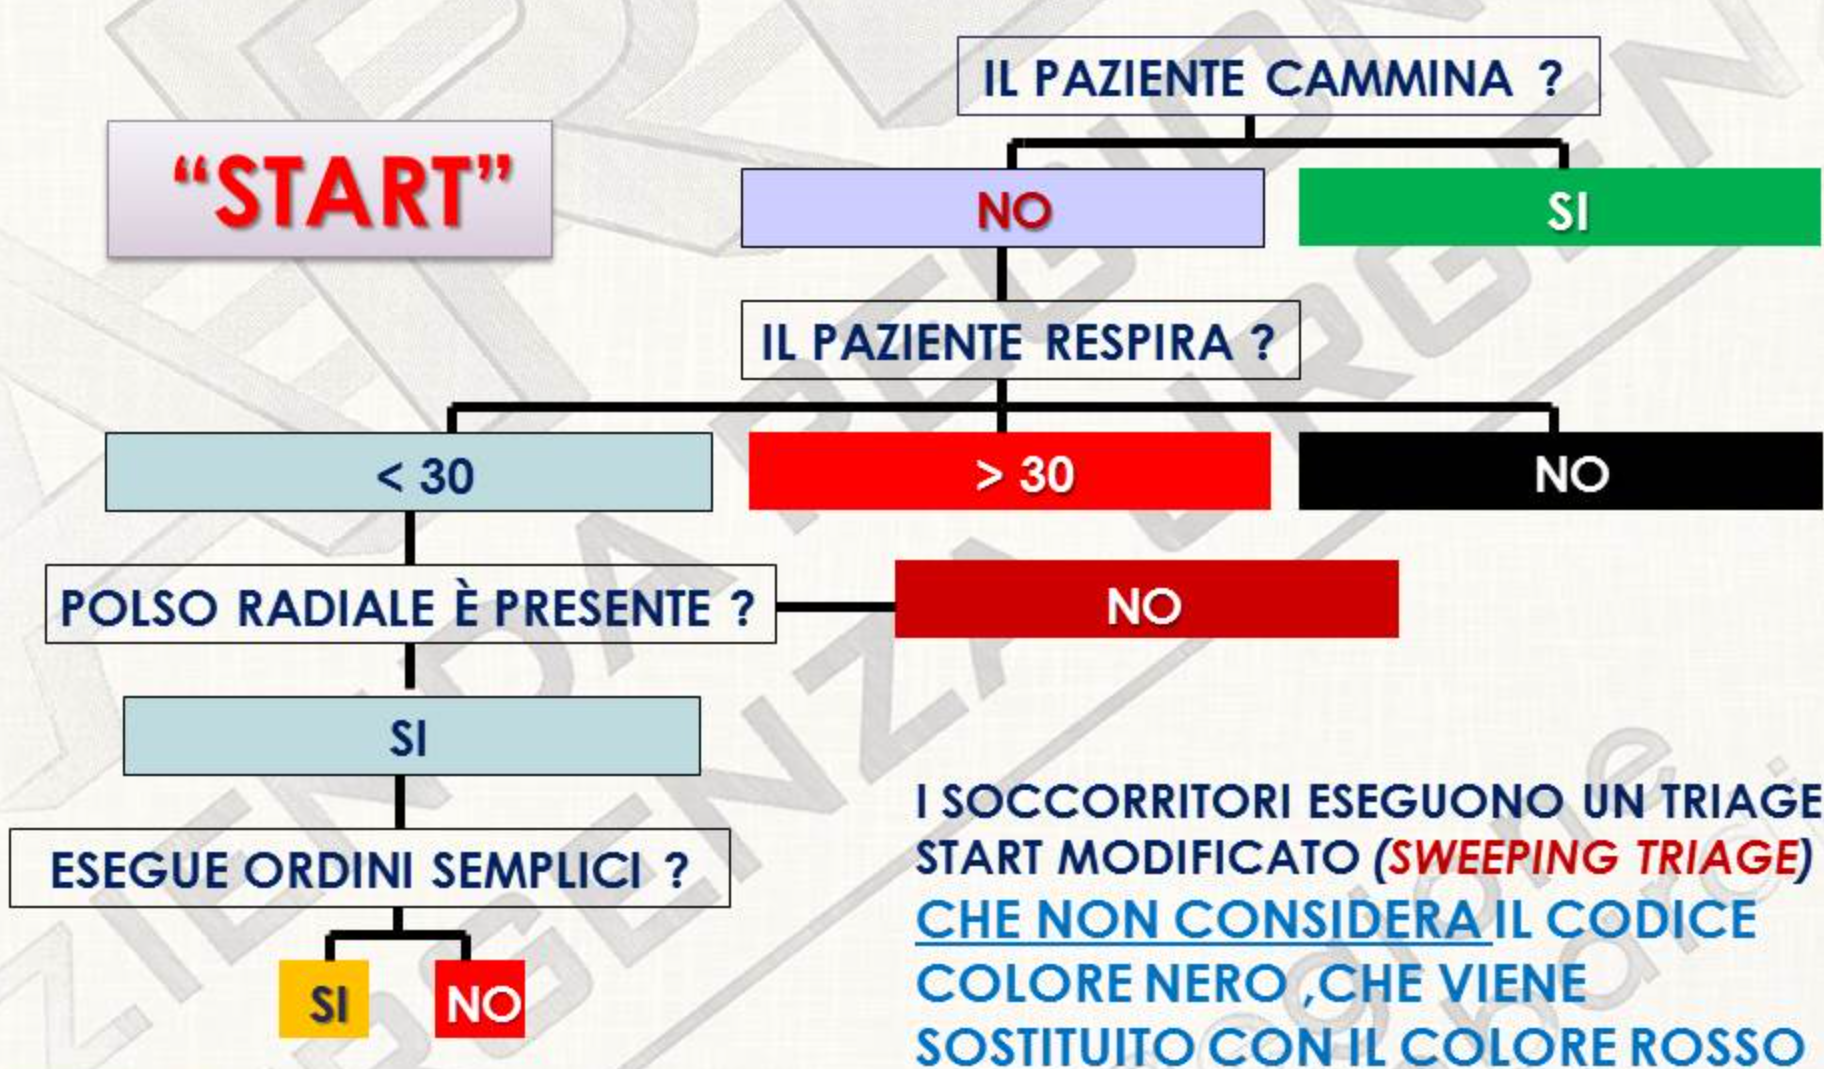 IL PAZIENTE CAMMINA ?
“START”
NO
SI
IL PAZIENTE RESPIRA ?
< 30
> 30
NO
POLSO RADIALE È PRESENTE ?
NO
SI
ESEGUE ORDINI SEMPLICI ?
SI
NO
I SOCCORRITORI ESEGUONO UN TRIAGE
START MODIFICATO (SWEEPING TRIAGE)
CHE NON CONSIDERA IL CODICE
COLORE NERO ,CHE VIENE
SOSTITUITO CON IL COLORE ROSSO